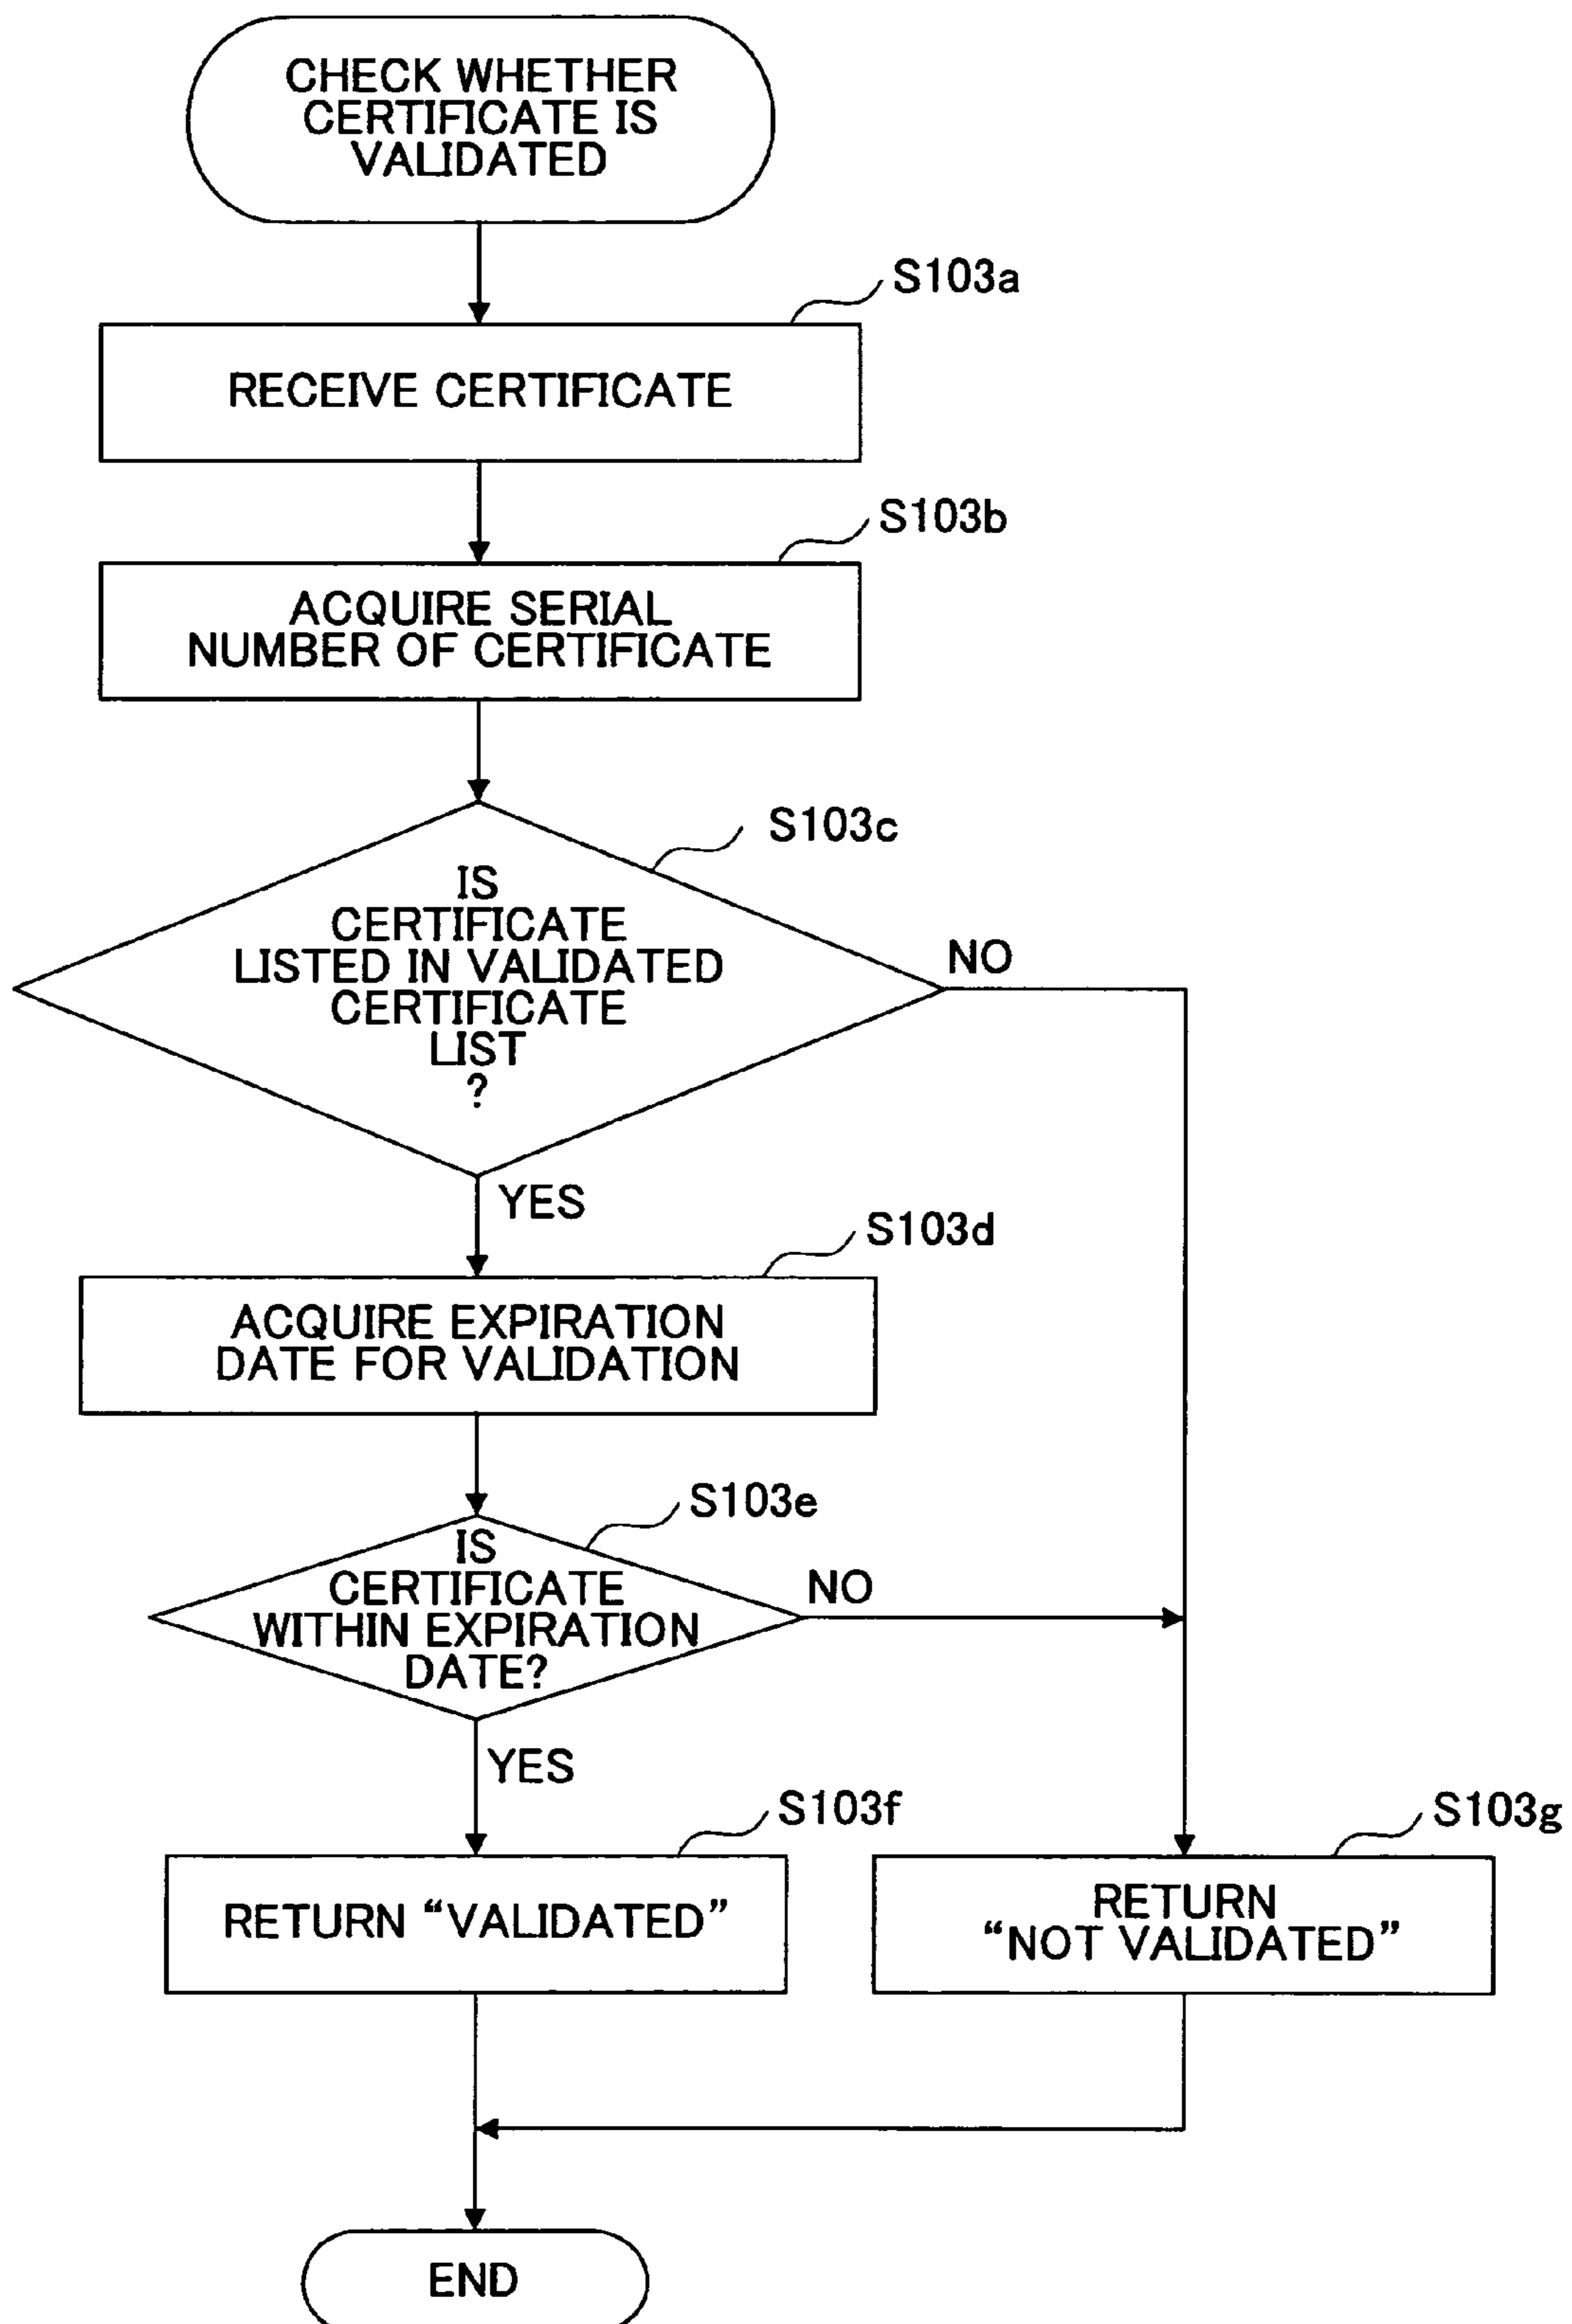 CHECK WHETHER
CERTIFICATE IS
VALIDATED
S103a
RECEIVE CERTIFICATE
S103b
ACQUIRE SERIAL
NUMBER OF CERTIFICATE
S103c
IS
CERTIFICATE
LISTED IN VALIDATED
CERTIFICATE
LIST
?
NO
YES
S103d
ACQUIRE EXPIRATION
DATE FOR VALIDATION
S103e
IS
CERTIFICATE
WITHIN EXPIRATION
DATE?
NO
YES
S103f
RETURN “VALIDATED”
S103g
RETURN
“NOT VALIDATED”
END